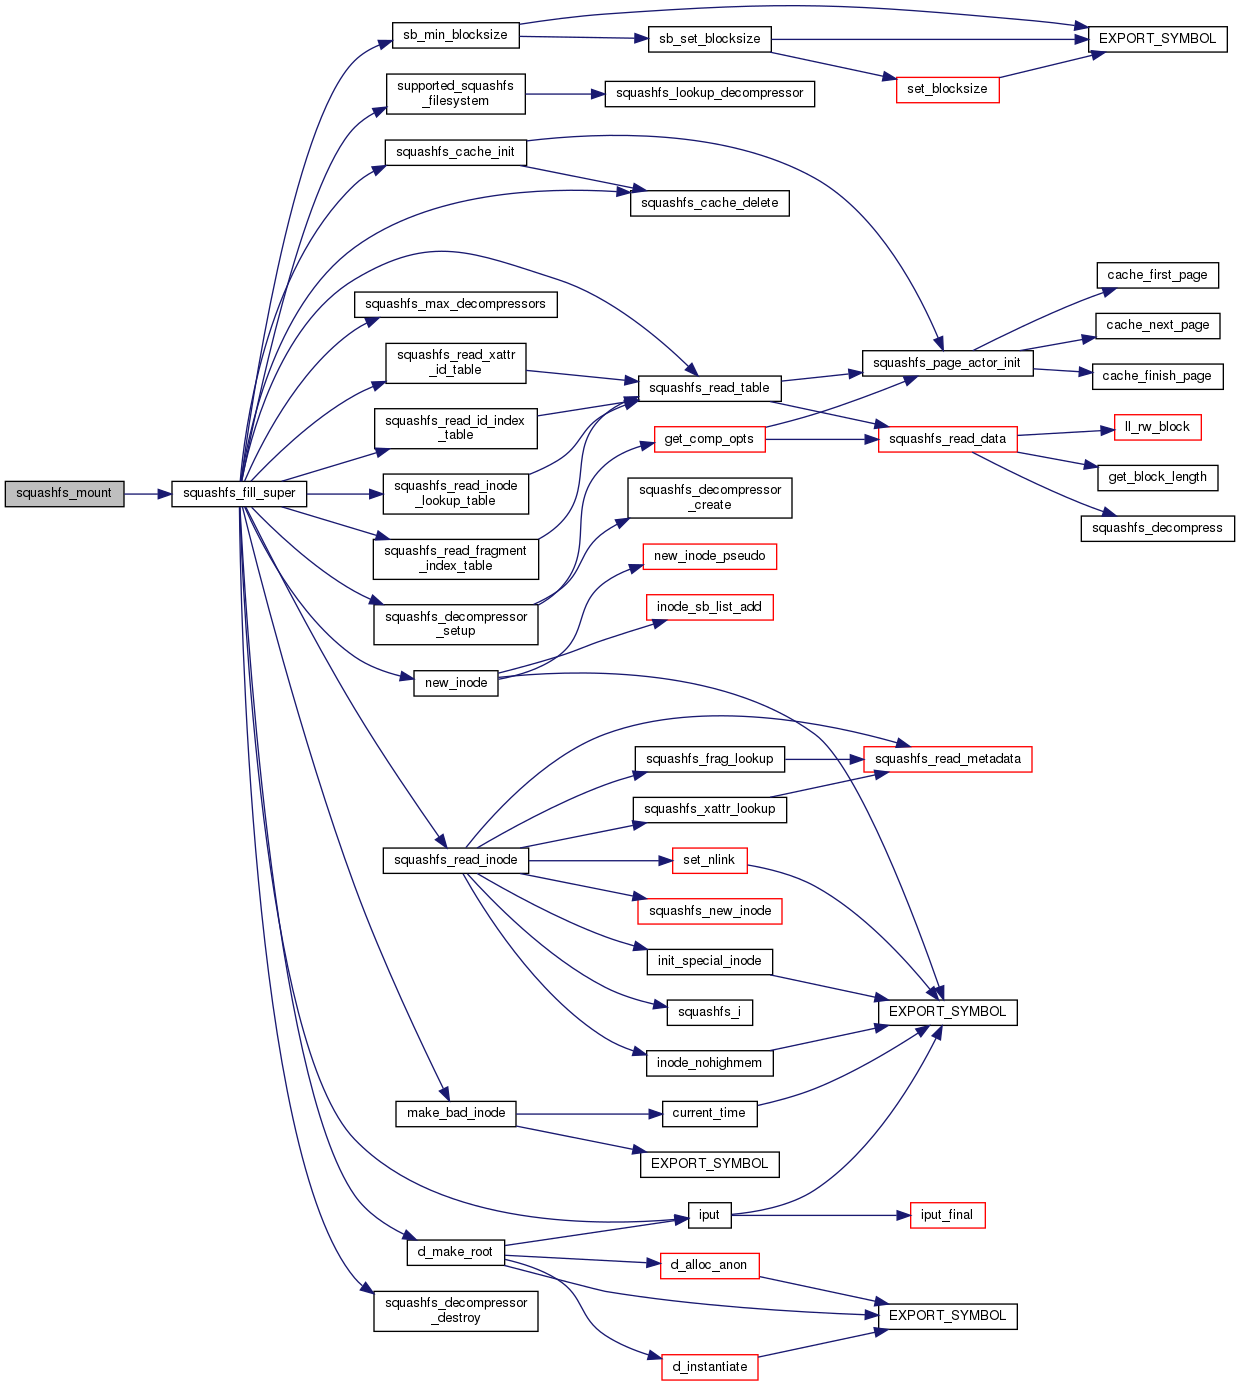 sb_min_blocksize
sb_set_blocksize
EXPORT_SYMBOL
set_blocksize
supported_squashfs
_filesystem
squashfs_lookup_decompressor
squashfs_cache_init
squashfs_cache_delete
cache_first_page
squashfs_max_decompressors
cache_next_page
squashfs_read_xattr
_id_table
squashfs_page_actor_init
cache_finish_page
squashfs_read_table
squashfs_read_id_index
_table
get_comp_opts
squashfs_read_data
ll_rw_block
get_block_length
squashfs_mount
squashfs_fill_super
squashfs_read_inode
_lookup_table
squashfs_decompressor
_create
squashfs_decompress
squashfs_read_fragment
_index_table
new_inode_pseudo
inode_sb_list_add
squashfs_decompressor
_setup
new_inode
squashfs_frag_lookup
squashfs_read_metadata
squashfs_xattr_lookup
squashfs_read_inode
set_nlink
squashfs_new_inode
init_special_inode
squashfs_i
EXPORT_SYMBOL
inode_nohighmem
make_bad_inode
current_time
EXPORT_SYMBOL
iput
iput_final
d_make_root
d_alloc_anon
squashfs_decompressor
_destroy
EXPORT_SYMBOL
d_instantiate